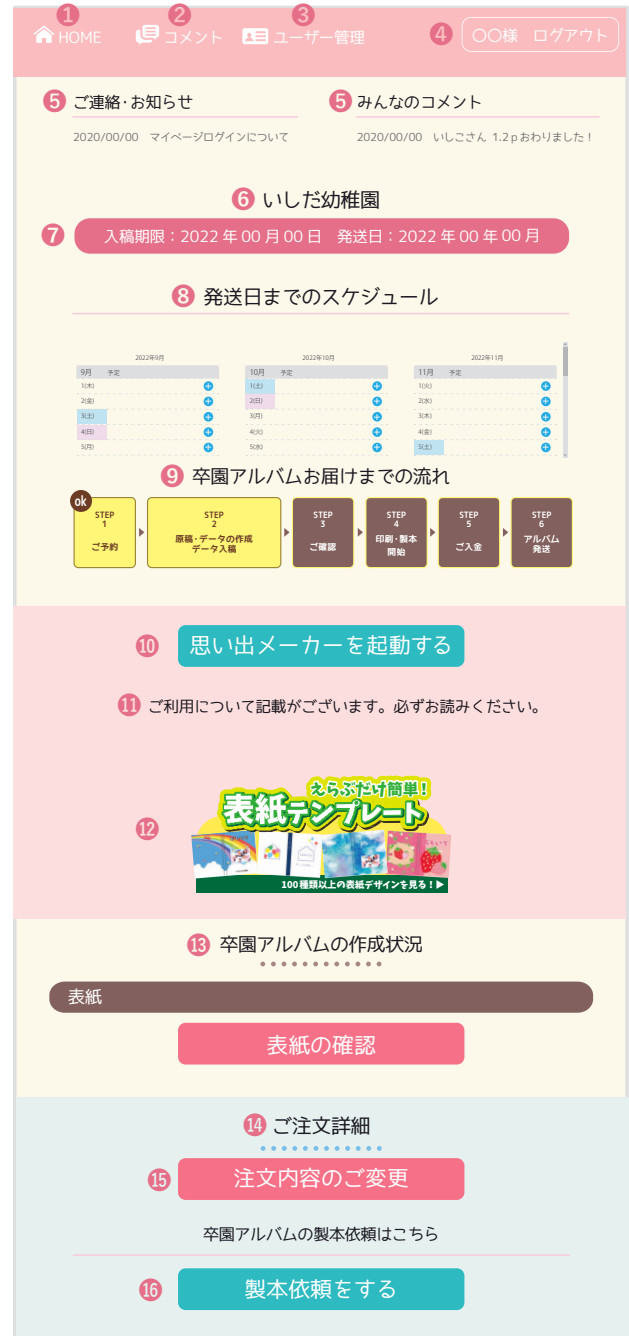 1 2 3
HOME コメント ユーザー管理 4 〇〇様 ログアウト
5 ご連絡・お知らせ 5 みんなのコメント
2020/00/00 マイページログインについて 2020/00/00 いしこさん 1.2pおわりました！
6 いしだ幼稚園
7 入稿期限：2022年00月00日 発送日：2022年00年00月
8 発送日までのスケジュール
2022年9月 2022年10月 2022年11月
9月 予定 10月 予定 11月 予定
1(木) 1(土) 1(火)
2(金) 2(日) 2(水)
3(土) 3(月) 3(木)
4(日) 4(火) 4(金)
5(月) 5(水) 5(土)
9 卒園アルバムお届けまでの流れ
ok
STEP STEP STEP STEP STEP STEP
1 2 3 4 5 6
ご予約 原稿・データの作成 データ入稿 ご確認 印刷・製本 開始 ご入金 アルバム 発送
10 思い出メーカーを起動する
11 ご利用について記載がございます。必ずお読みください。
えらぶだけ簡単！
表紙テンプレート
12
100種類以上の表紙デザインを見る！▶
13 卒園アルバムの作成状況
表紙
表紙の確認
14 ご注文詳細
15 注文内容のご変更
卒園アルバムの製本依頼はこちら
16 製本依頼をする